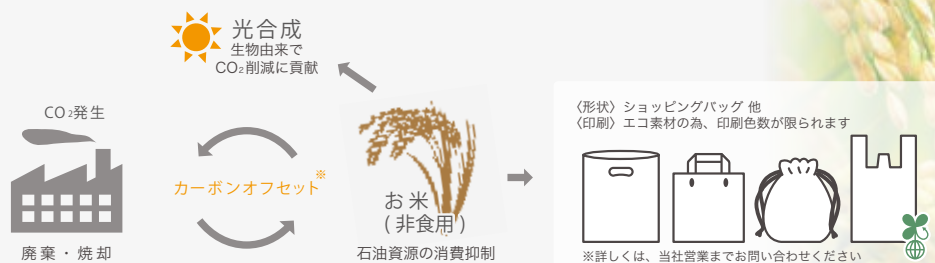 光合成
生物由来で
CO₂削減に貢献
CO₂発生
カーボンオフセット※
廃棄・焼却
お米
(非食用)
石油資源の消費抑制
〈形状〉ショッピングバッグ 他
〈印刷〉エコ素材の為、印刷色数が限られます
※詳しくは、当社営業までお問い合わせください